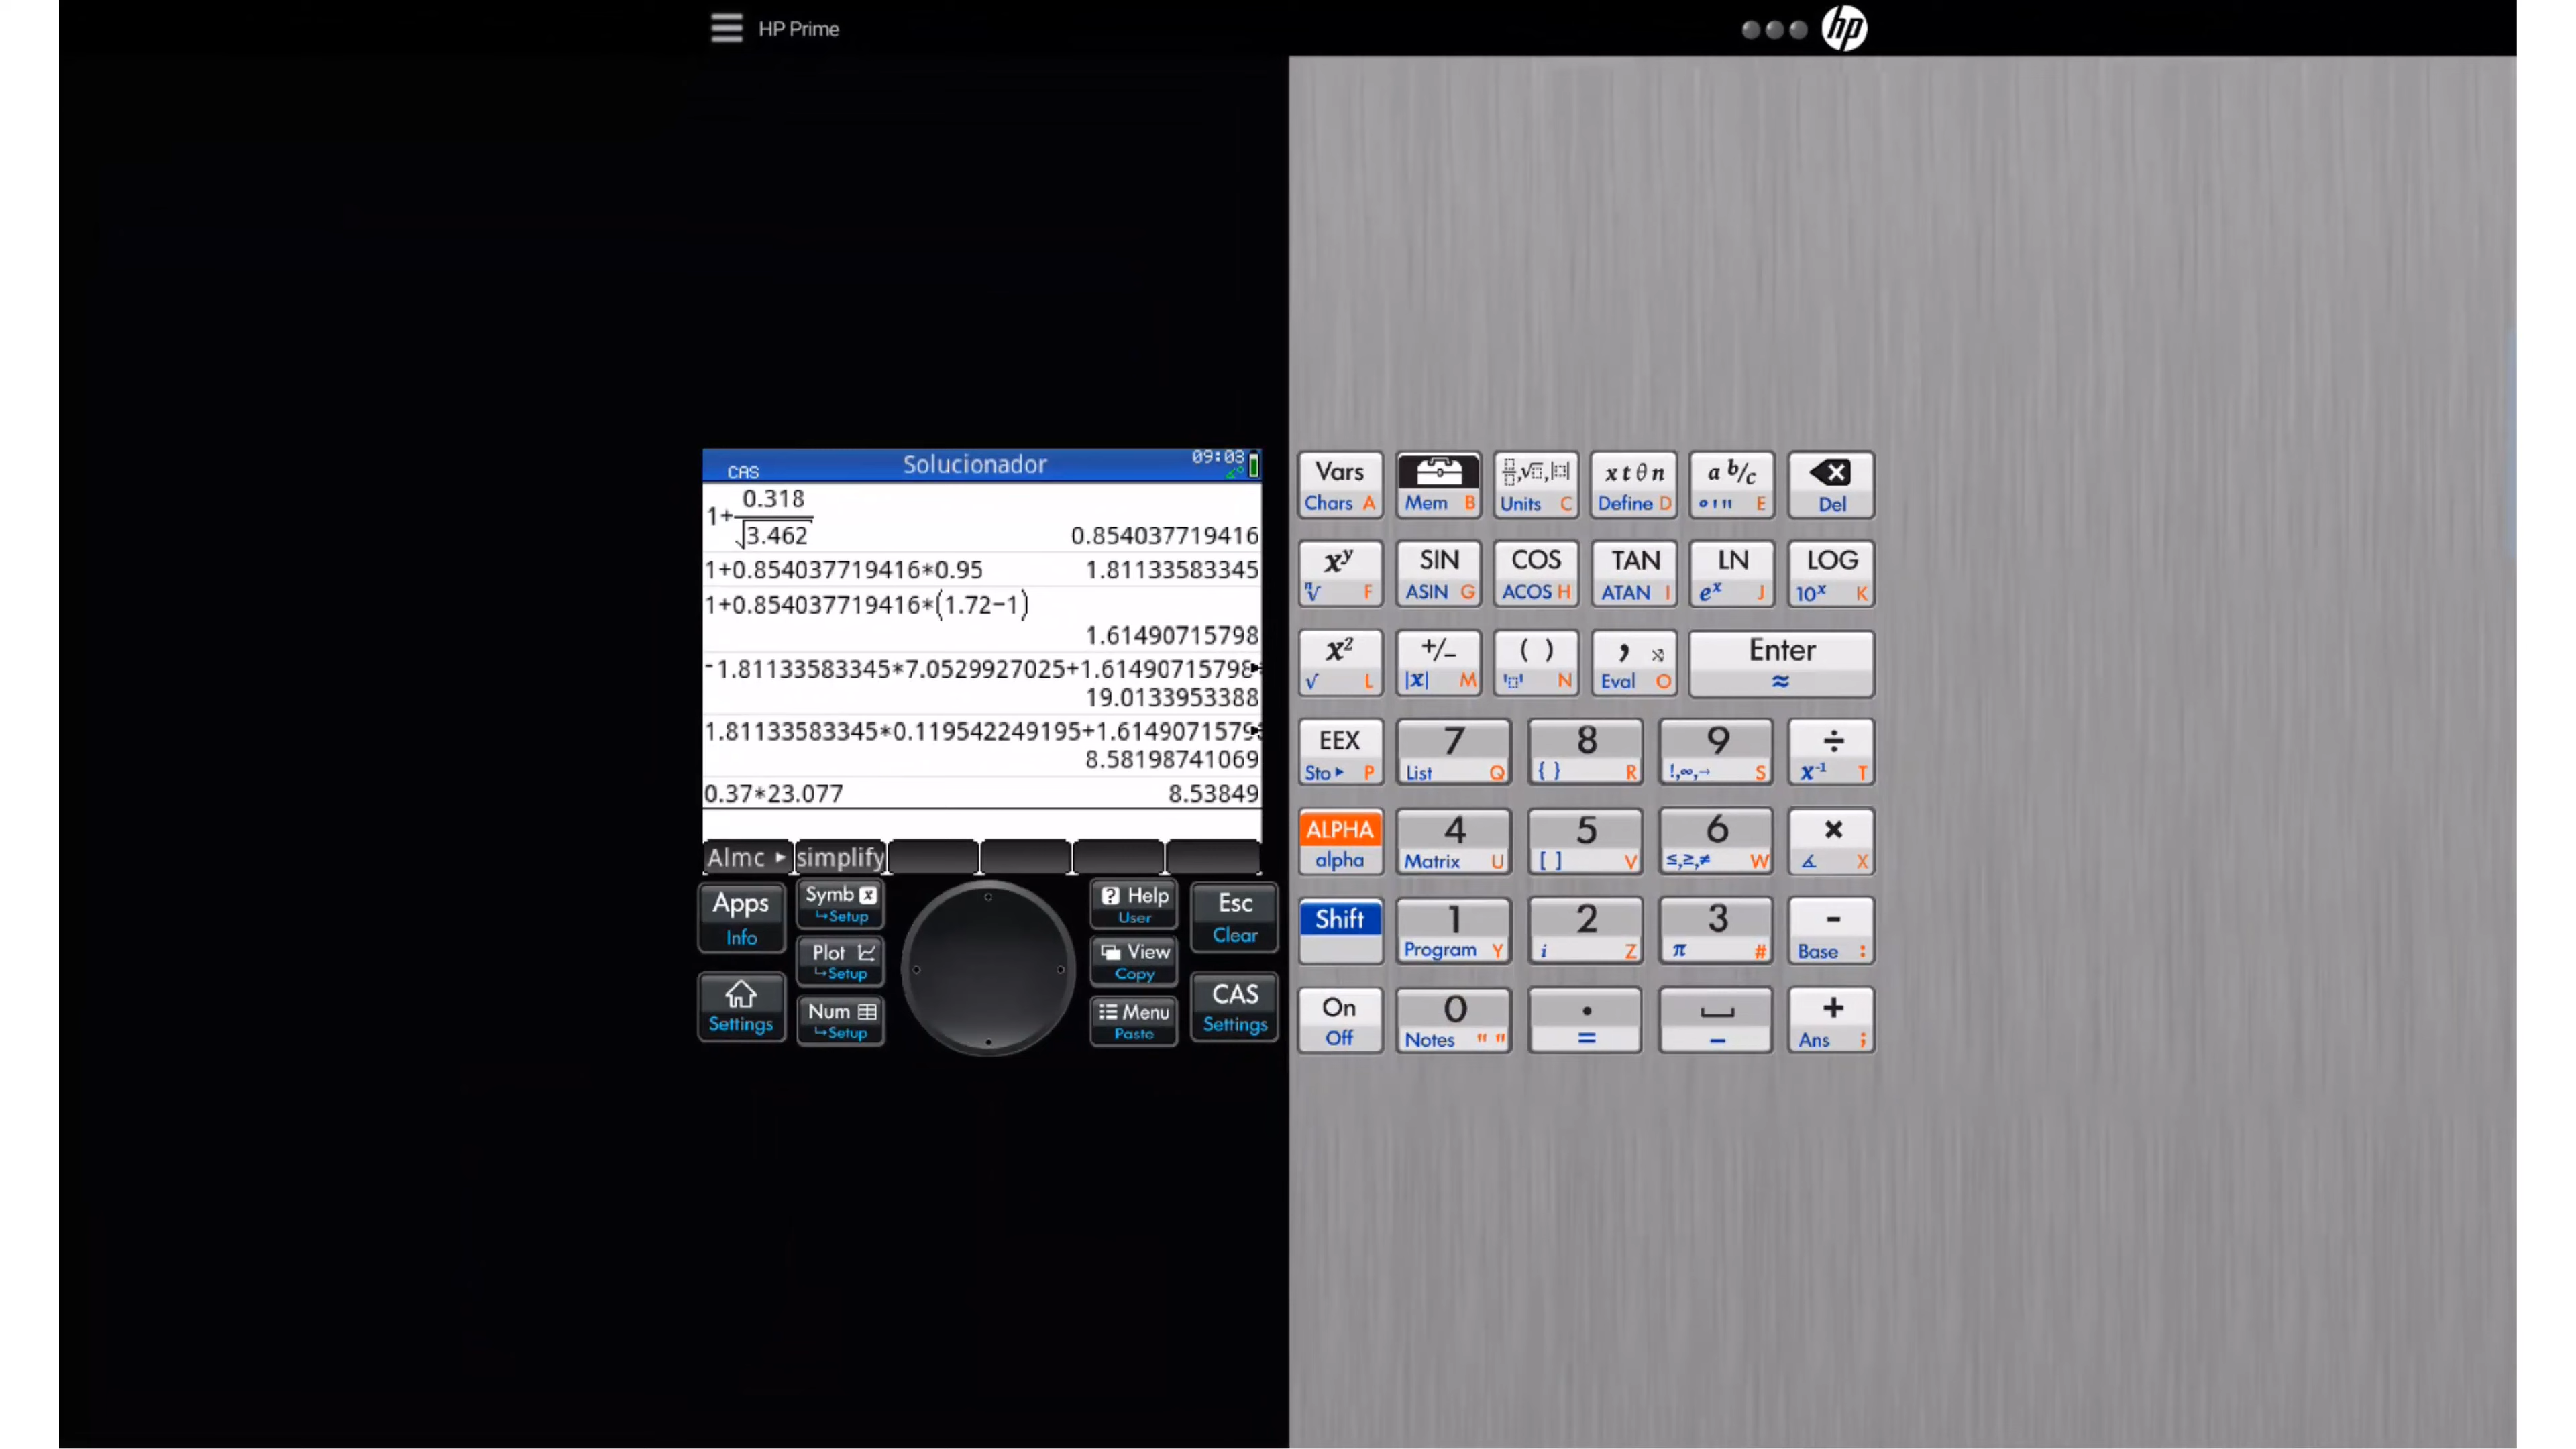 HP Prime
hp
CAS
Solucionador
09:03
1+0.318/√3.462
0.854037719416
1+0.854037719416*0.95
1.81133583345
1+0.854037719416*(1.72-1)
1.61490715798
-1.81133583345*7.0529927025+1.61490715798
19.0133953388
1.81133583345*0.119542249195+1.6149071579
8.58198741069
0.37*23.077
8.53849
Almc ▸
simplify
Apps
Info
Symb x
↪Setup
Plot
↪Setup
Settings
Num
↪Setup
? Help
User
View
Copy
Menu
Paste
Esc
Clear
CAS
Settings
Vars
Chars A
Mem B
Units C
x t θ n
Define D
a b/c
E
Del
xʸ
ⁿ√ F
SIN
ASIN G
COS
ACOS H
TAN
ATAN I
LN
eˣ J
LOG
10ˣ K
x²
√ L
+/−
|x| M
( )
N
,
Eval O
Enter
≈
EEX
Sto ▸ P
7
List Q
8
{ } R
9
!,∞,→ S
÷
x⁻¹ T
ALPHA
alpha
4
Matrix U
5
[ ] V
6
≤,≥,≠ W
×
∡ X
Shift
1
Program Y
2
i Z
3
π #
-
Base :
On
Off
0
Notes " "
.
=
␣
_
+
Ans ;